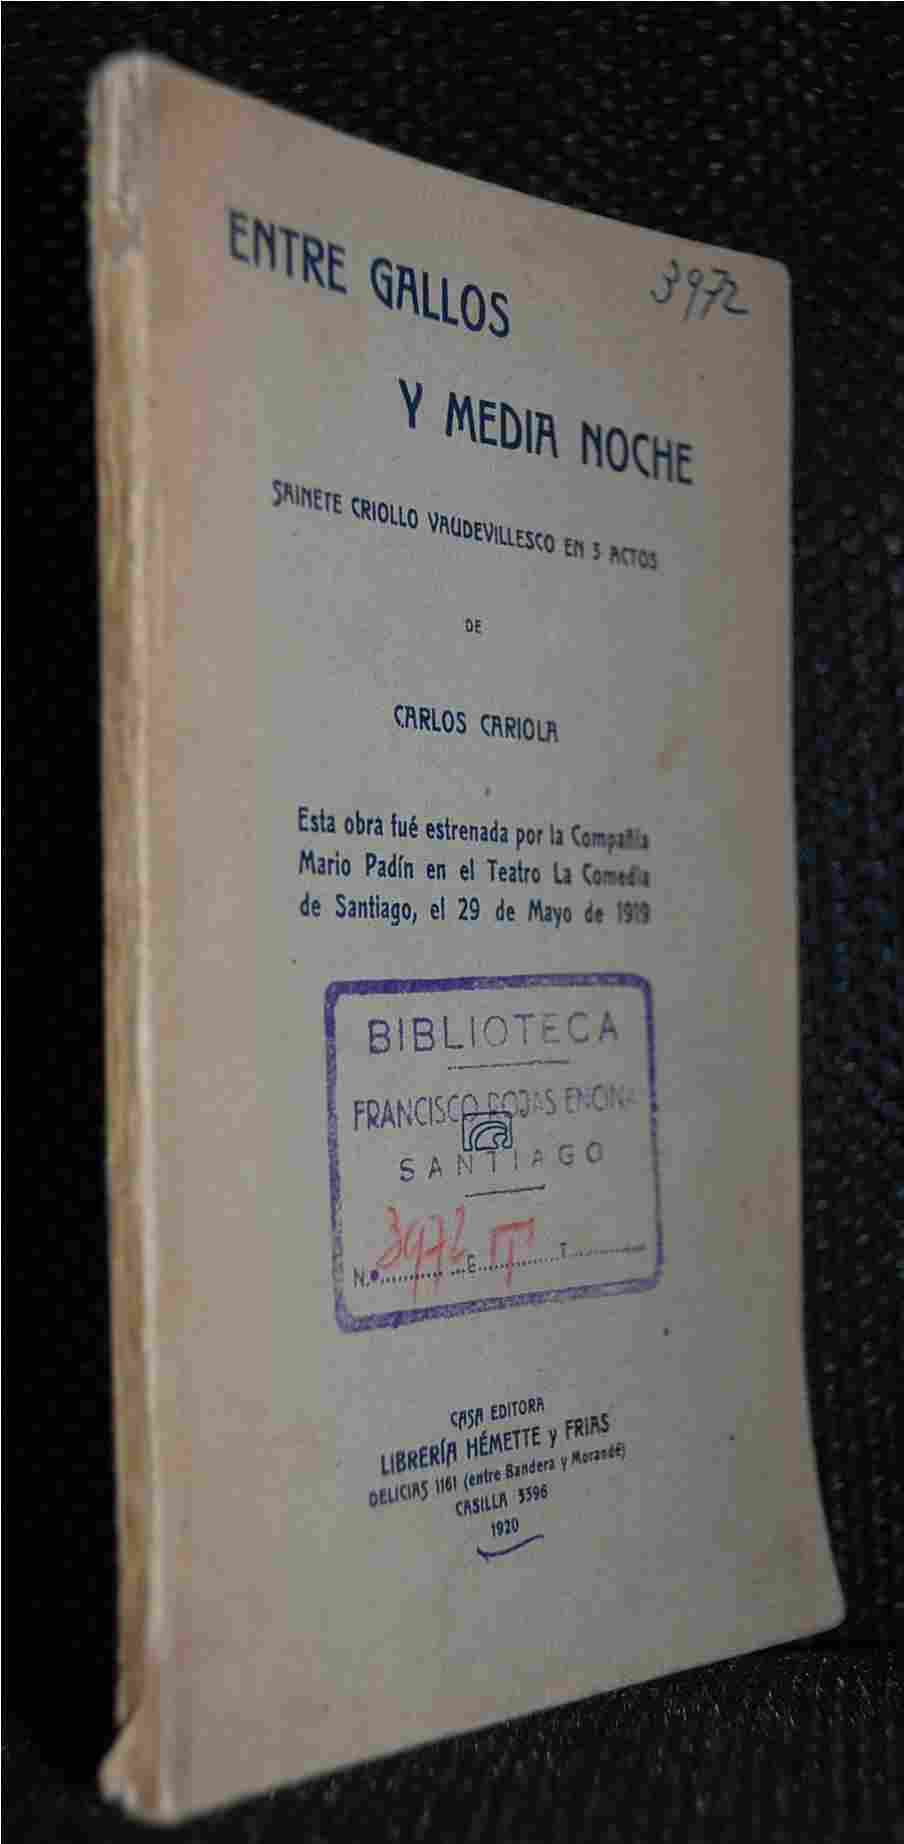 ENTRE GALLOS
3972
Y MEDIA NOCHE
SAINETE CRIOLLO VAUDEVILLESCO EN 3 ACTOS
DE
CARLOS CARIOLA
Esta obra fué estrenada por la Compañía
Mario Padín en el Teatro La Comedia
de Santiago, el 29 de Mayo de 1919
BIBLIOTECA
FRANCISCO ROJAS ENCINA
SANTIAGO
N.º 3972 E T
CASA EDITORA
LIBRERÍA HÉMETTE y FRIAS
DELICIAS 1161 (entre Bandera y Morandé)
CASILLA 3396
1920